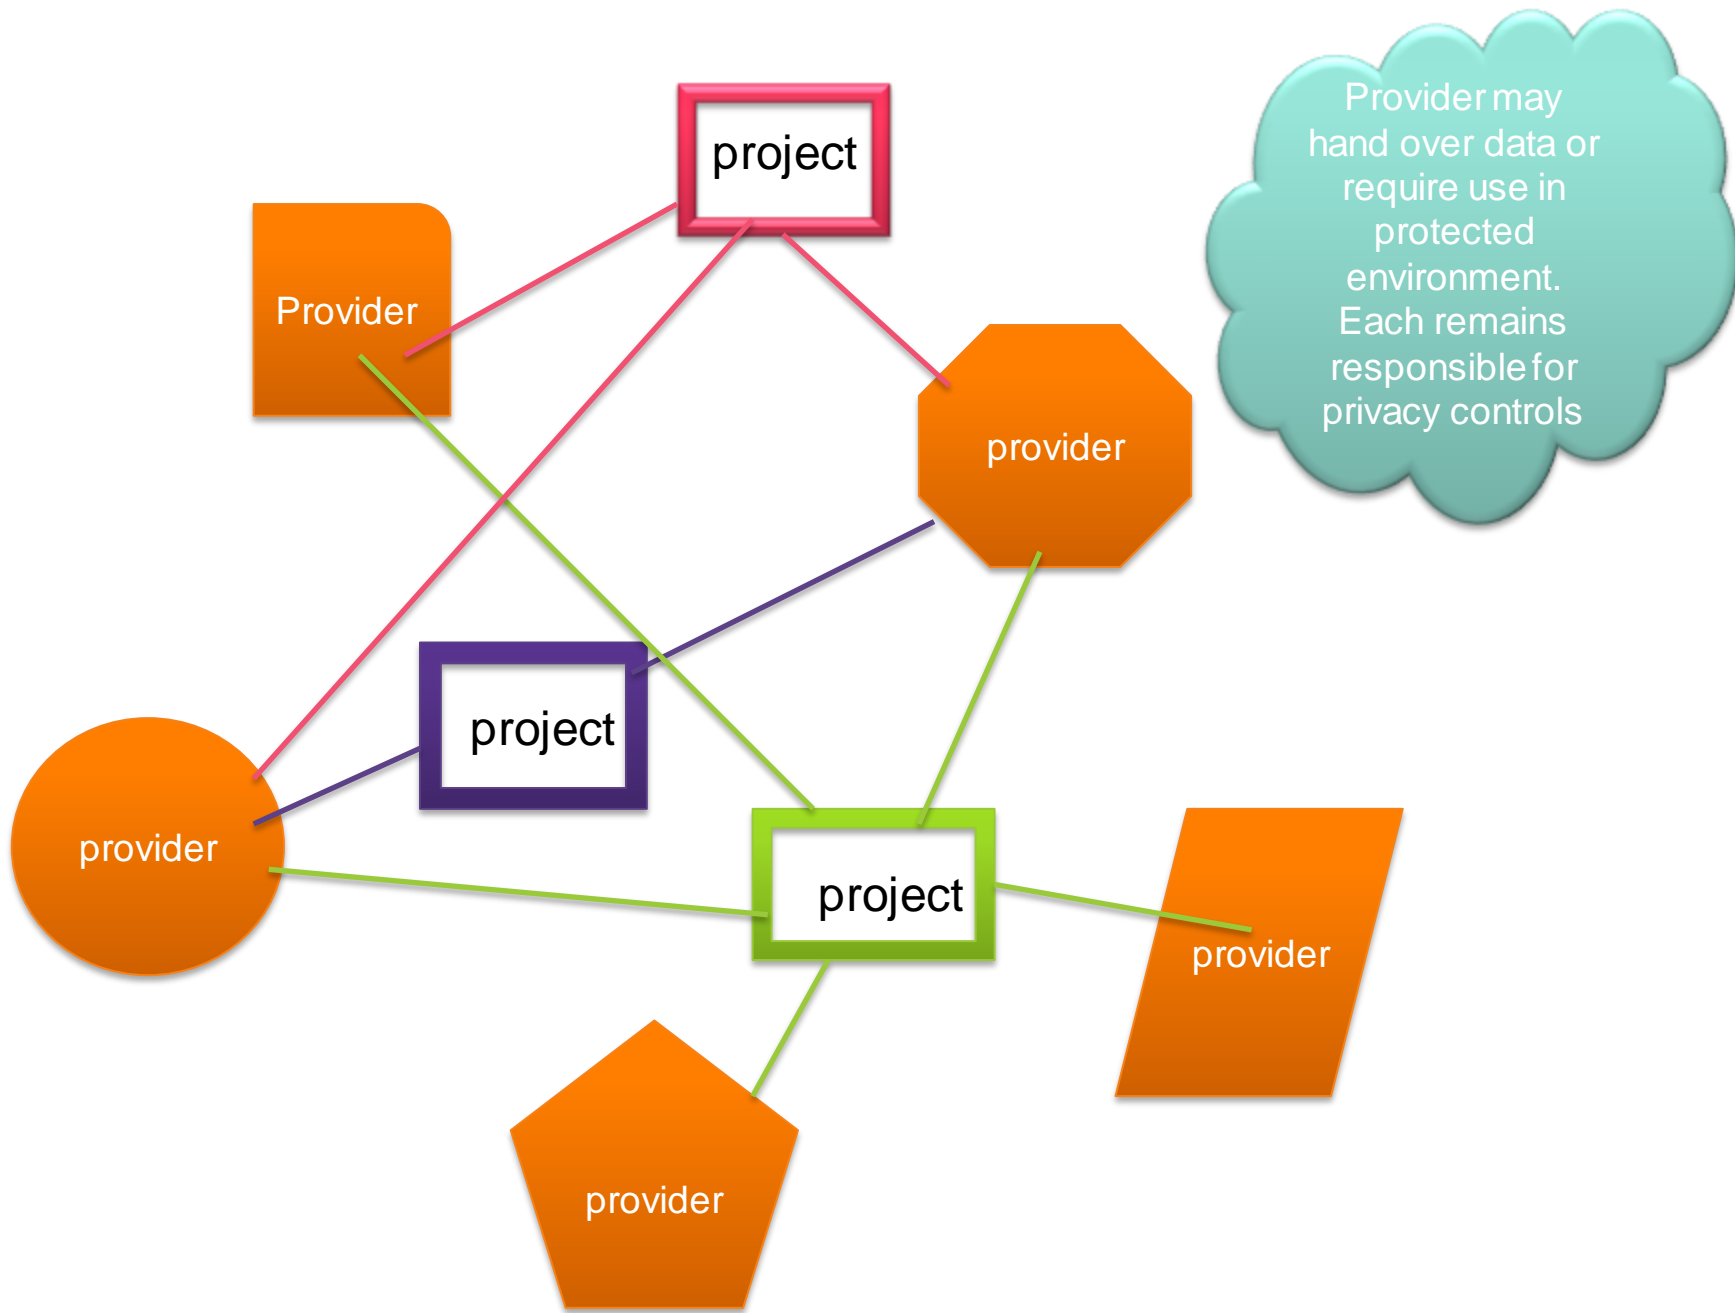 project
Provider may
hand over data or
require use in
protected
environment.
Each remains
responsible for
privacy controls
Provider
provider
project
provider
project
provider
provider